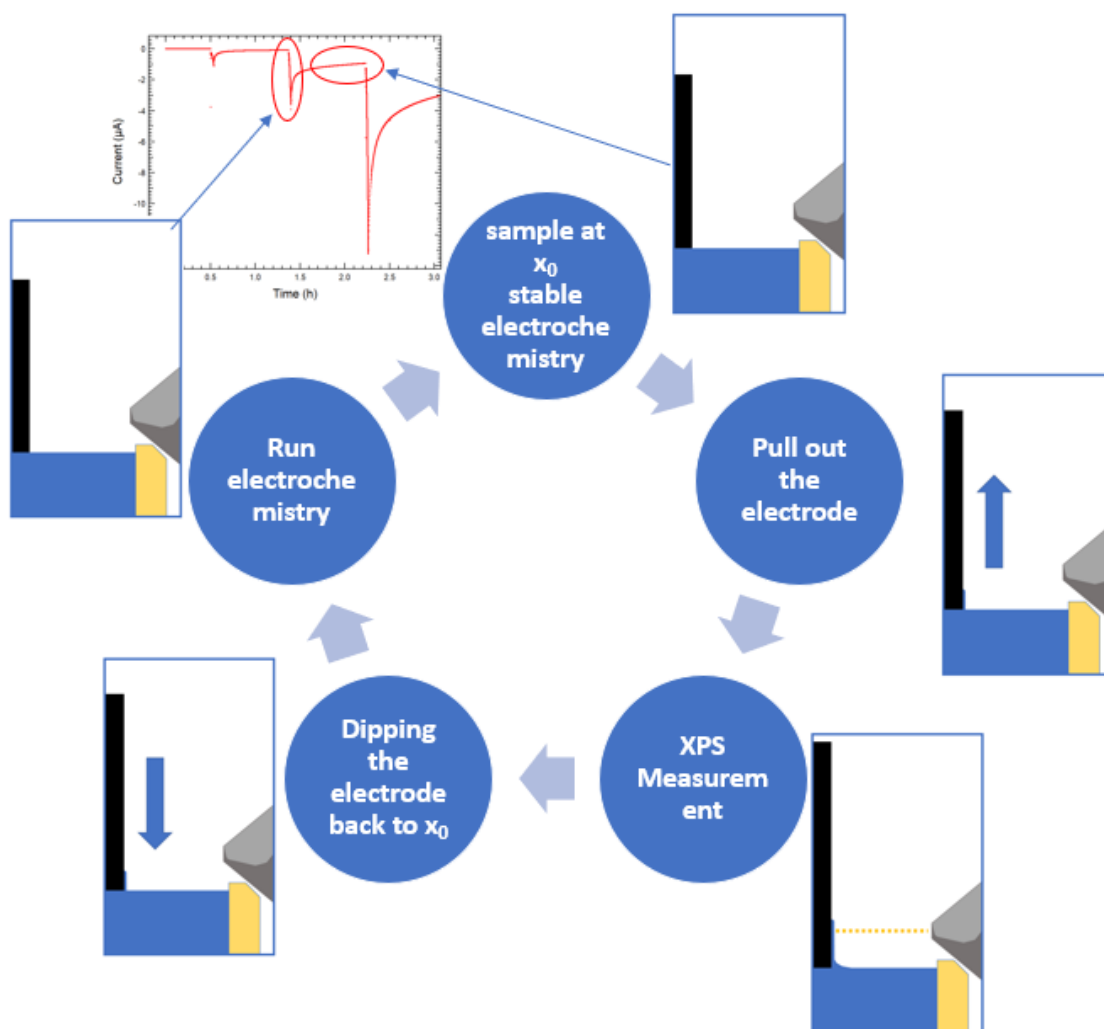 0
-2
-4
-6
-8
-10
Current (µA)
0.5 1.0 1.5 2.0 2.5 3.0
Time (h)
sample at
x₀
stable
electroche
mistry
Pull out
the
electrode
XPS
Measurem
ent
Dipping
the
electrode
back to x₀
Run
electroche
mistry